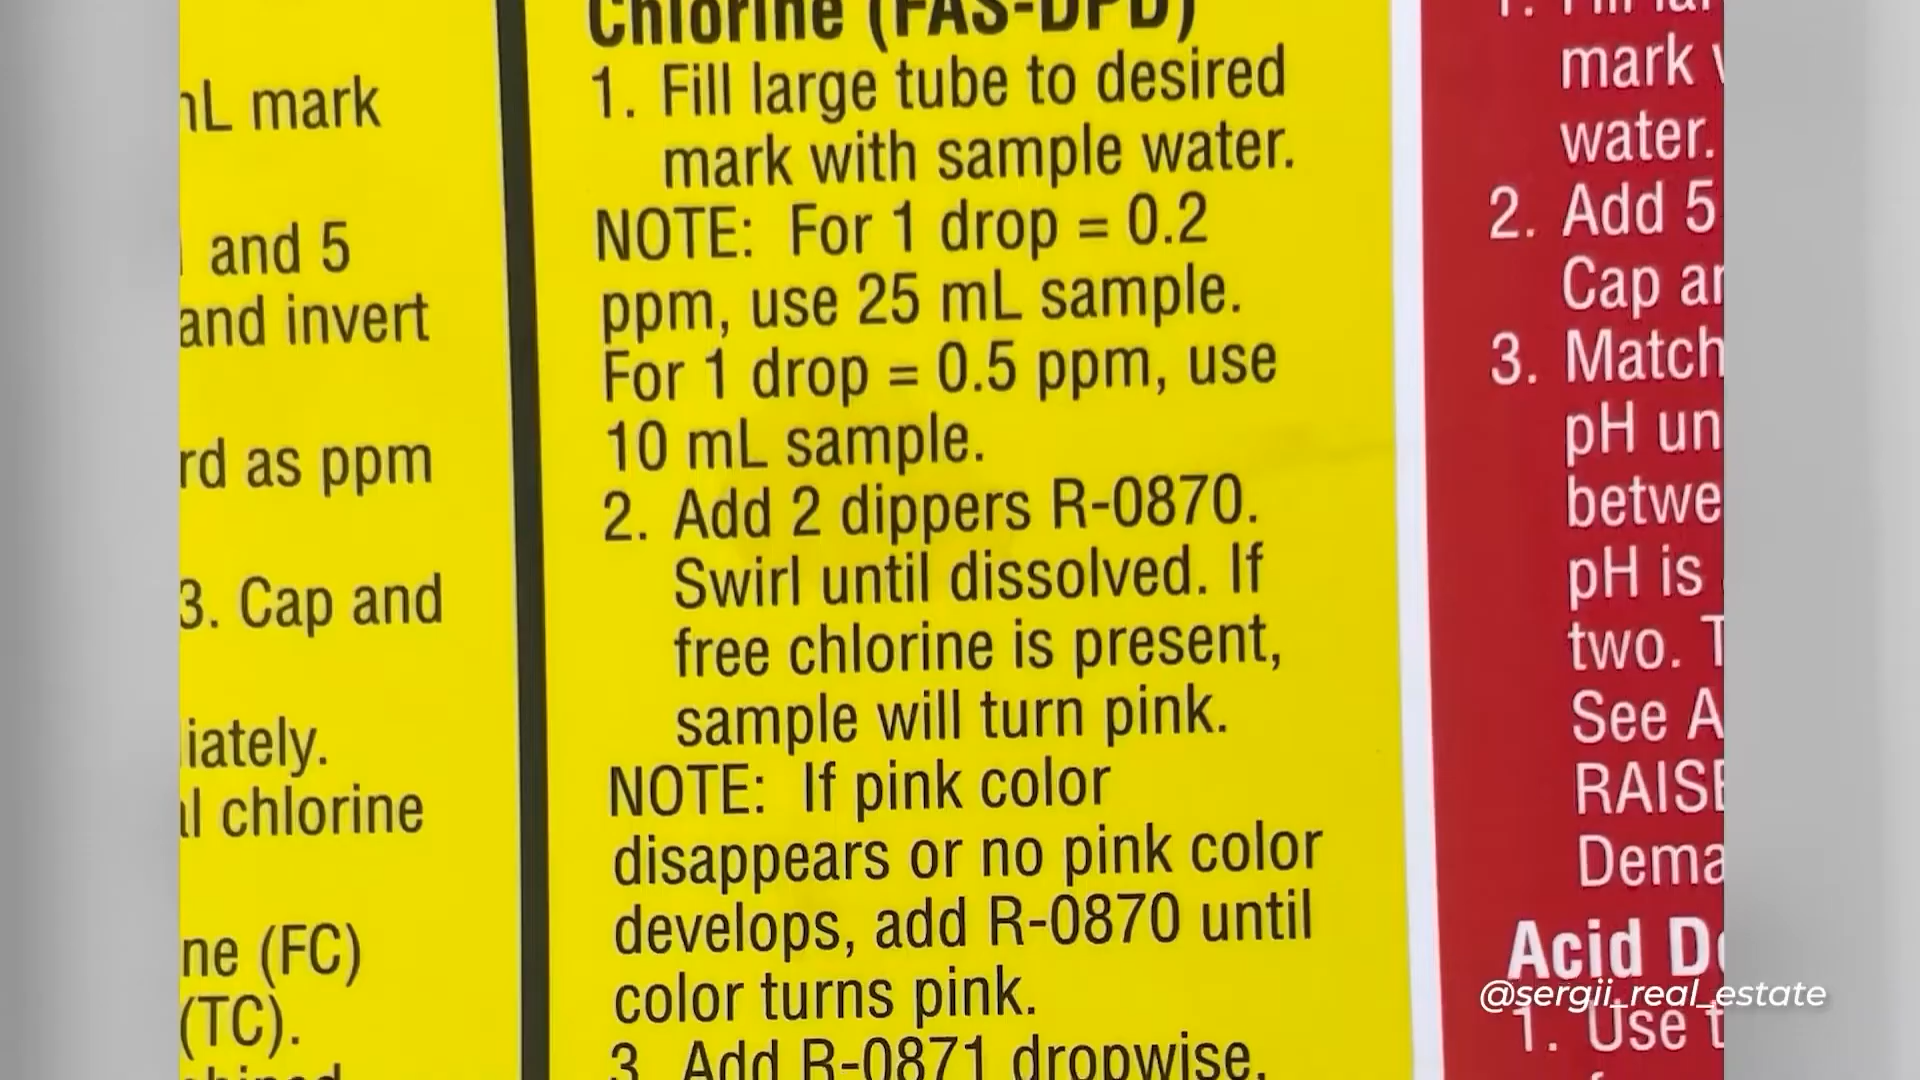 mark
and 5
and invert
as ppm
3. Cap and
chlorine
(FC)
(TC).
Chlorine (FAS-DPD)
1. Fill large tube to desired
mark with sample water.
NOTE: For 1 drop = 0.2
ppm, use 25 mL sample.
For 1 drop = 0.5 ppm, use
10 mL sample.
2. Add 2 dippers R-0870.
Swirl until dissolved. If
free chlorine is present,
sample will turn pink.
NOTE: If pink color
disappears or no pink color
develops, add R-0870 until
color turns pink.
3. Add R-0871 dropwise,
mark
water.
2. Add 5
Cap
3. Match
pH
pH is
two.
See
Acid
1. Use
@sergii_real_estate